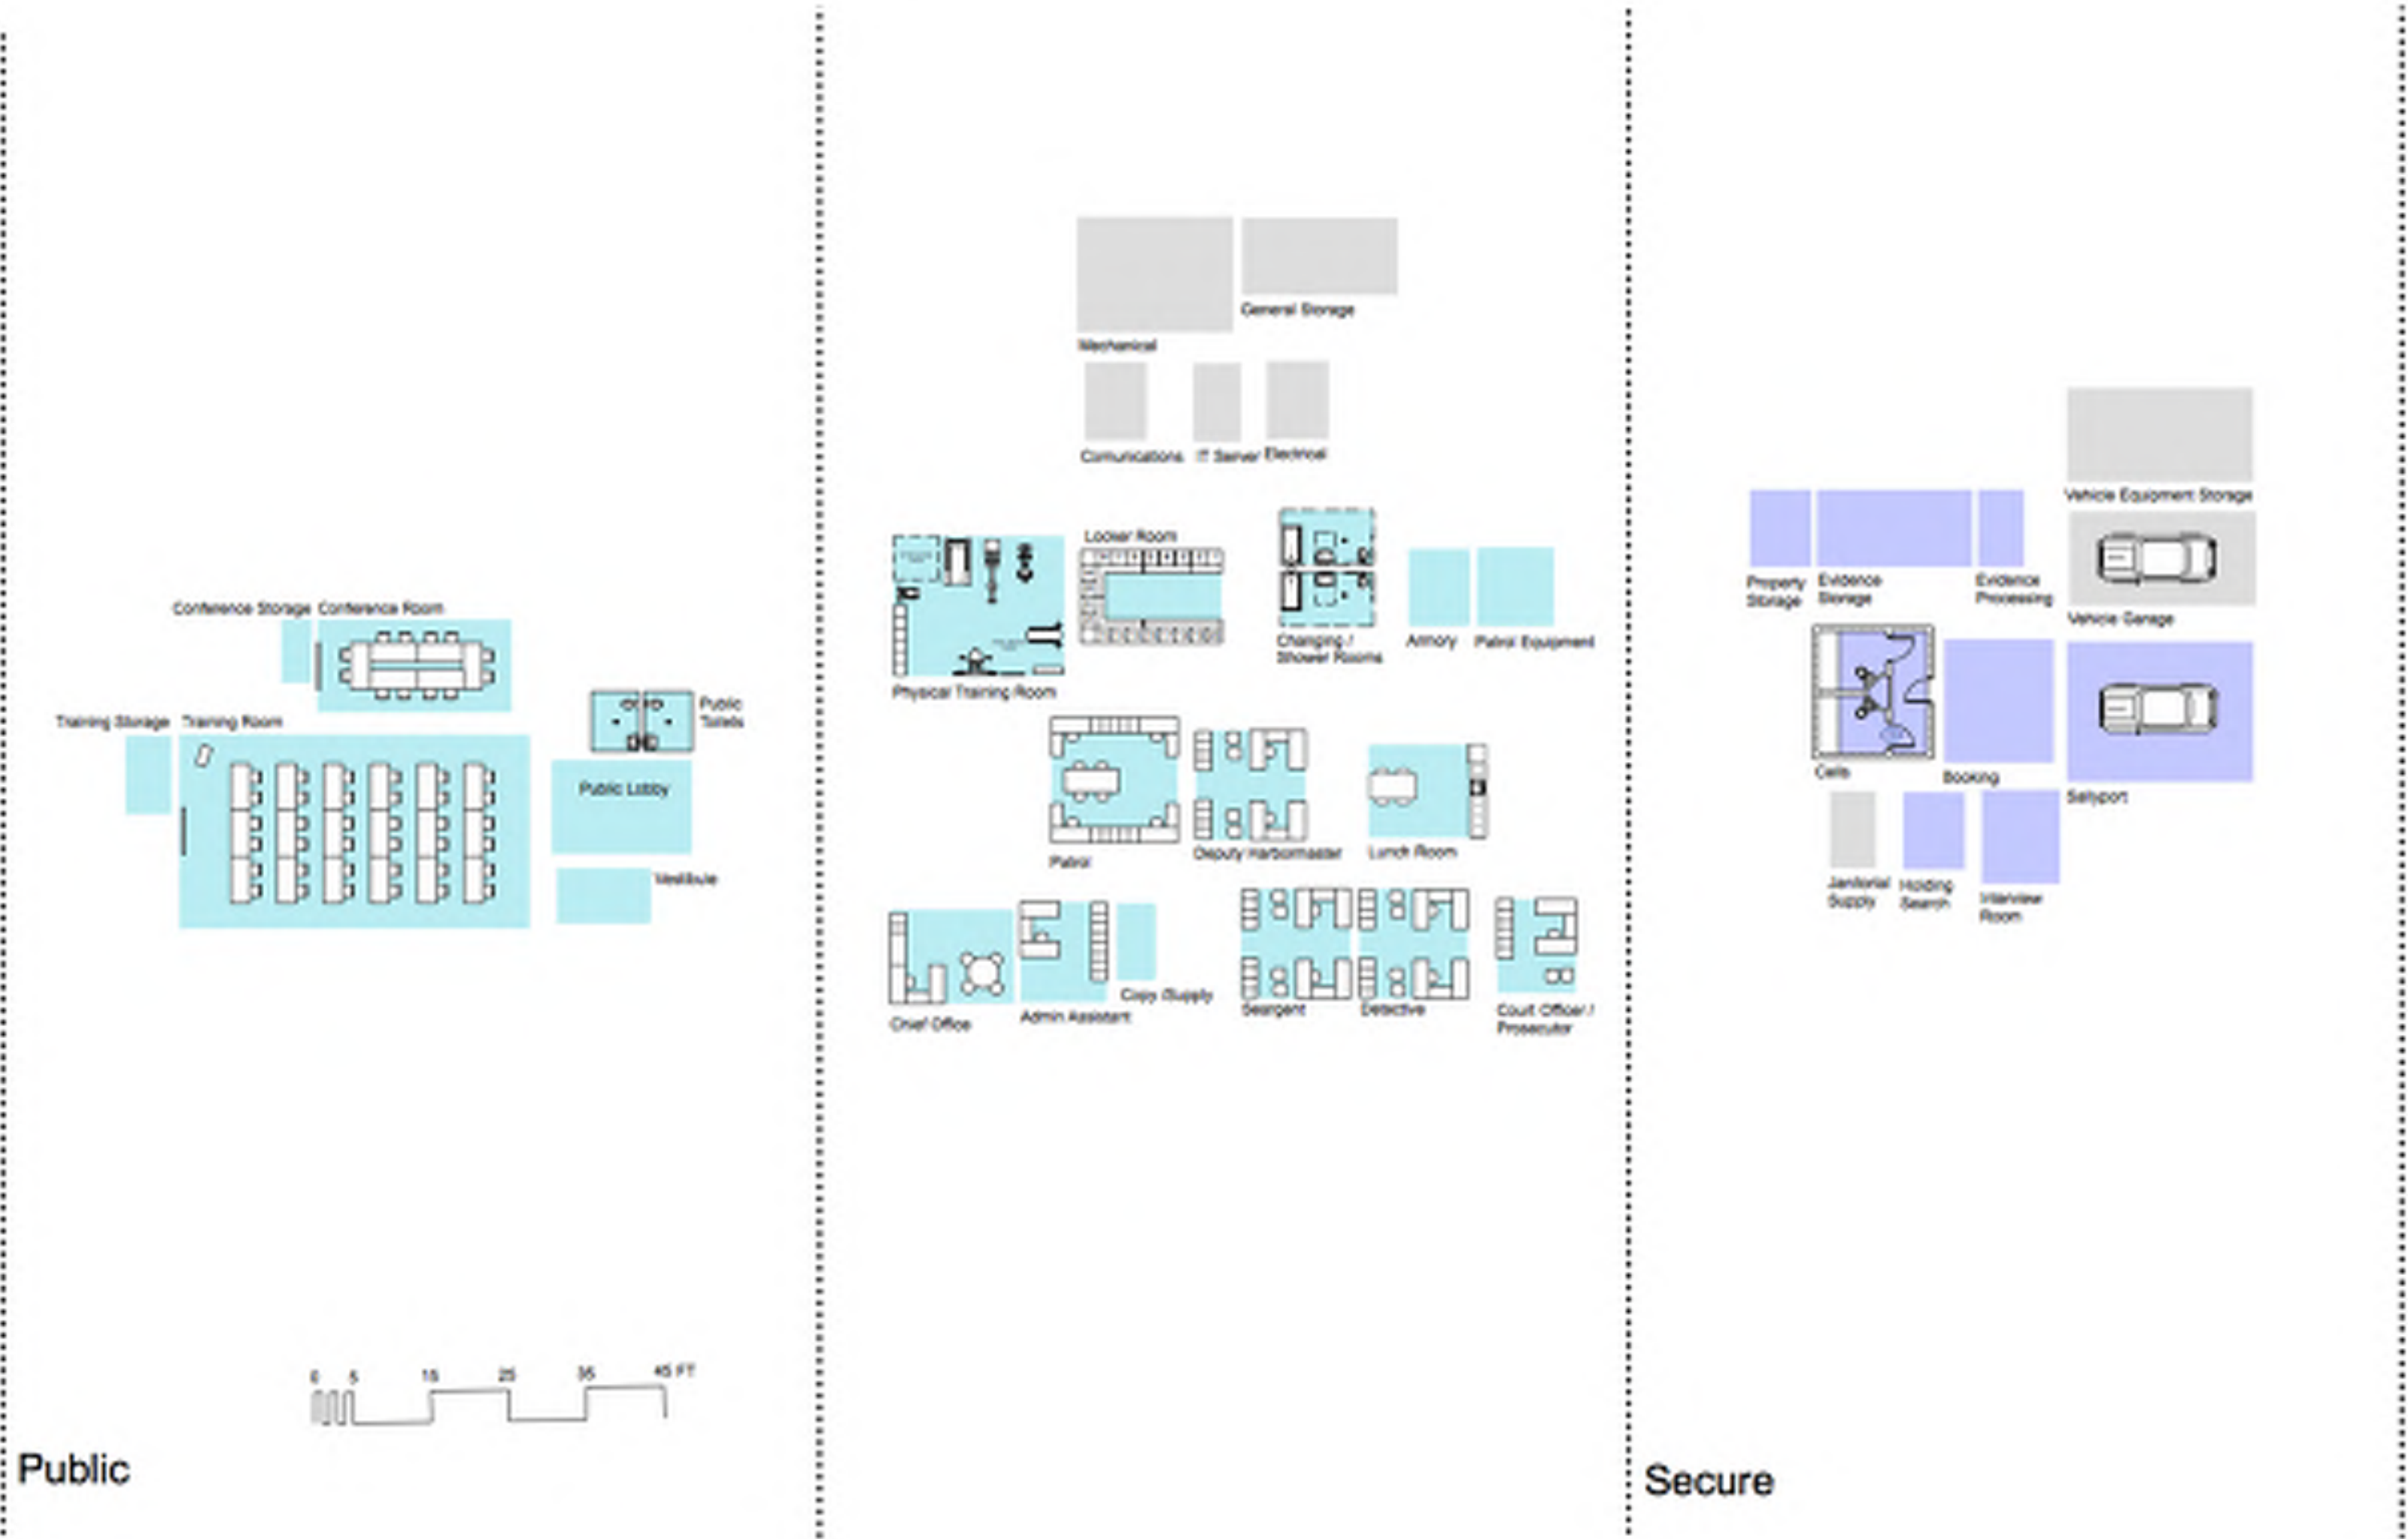 General Storage
Mechanical
Comunications
IT Server
Electrical
Conference Storage
Conference Room
Training Storage
Training Room
Public
Toilets
Public Lobby
Vestibule
Locker Room
Physical Training Room
Changing /
Shower Rooms
Armory
Patrol Equipment
Patrol
Deputy Harbormaster
Lunch Room
Chief Office
Admin Assistant
Copy /Supply
Seargent
Detective
Court Officer /
Prosecutor
Vehicle Equipment Storage
Property
Storage
Evidence
Storage
Evidence
Processing
Vehicle Garage
Cells
Booking
Sallyport
Janitorial
Supply
Holding
Search
Interview
Room
0 5 15 25 35 45 FT
Public
Secure